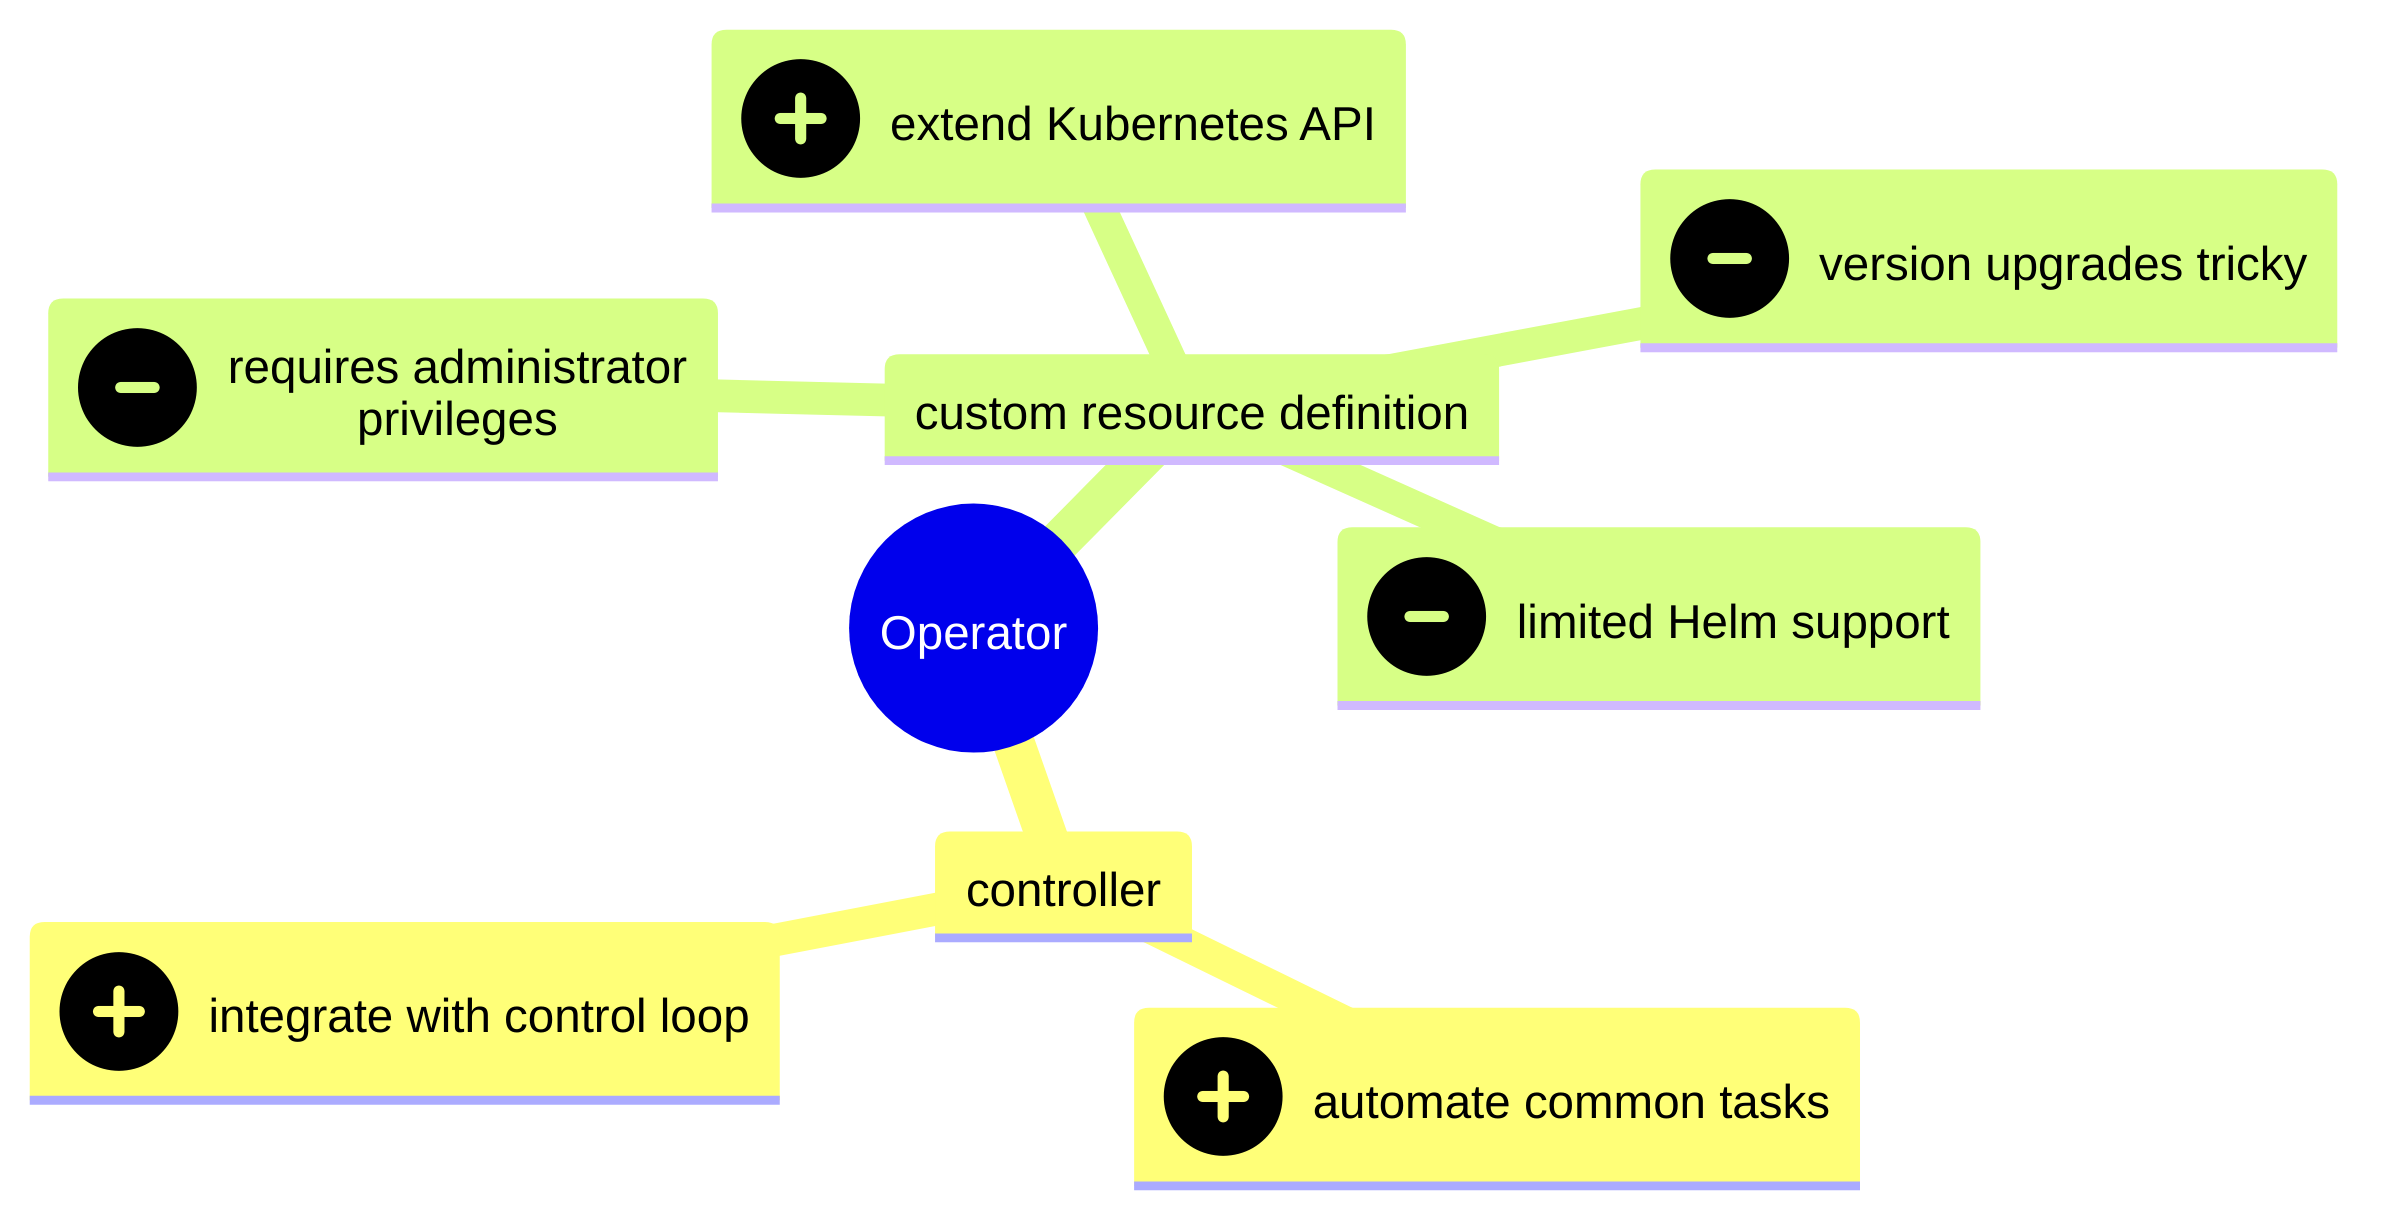 extend Kubernetes API
version upgrades tricky
requires administrator
privileges
custom resource definition
limited Helm support
Operator
controller
integrate with control loop
automate common tasks